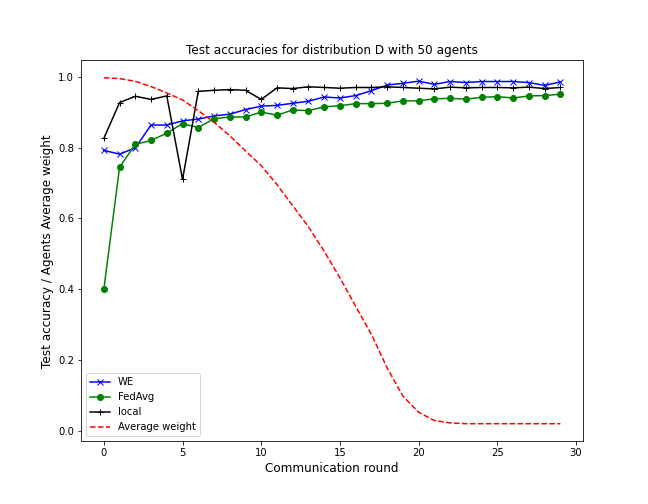 Test accuracies for distribution D with 50 agents
1.0
0.8
0.6
0.4
0.2
0.0
Test accuracy / Agents Average weight
WE
FedAvg
local
Average weight
0 5 10 15 20 25 30
Communication round